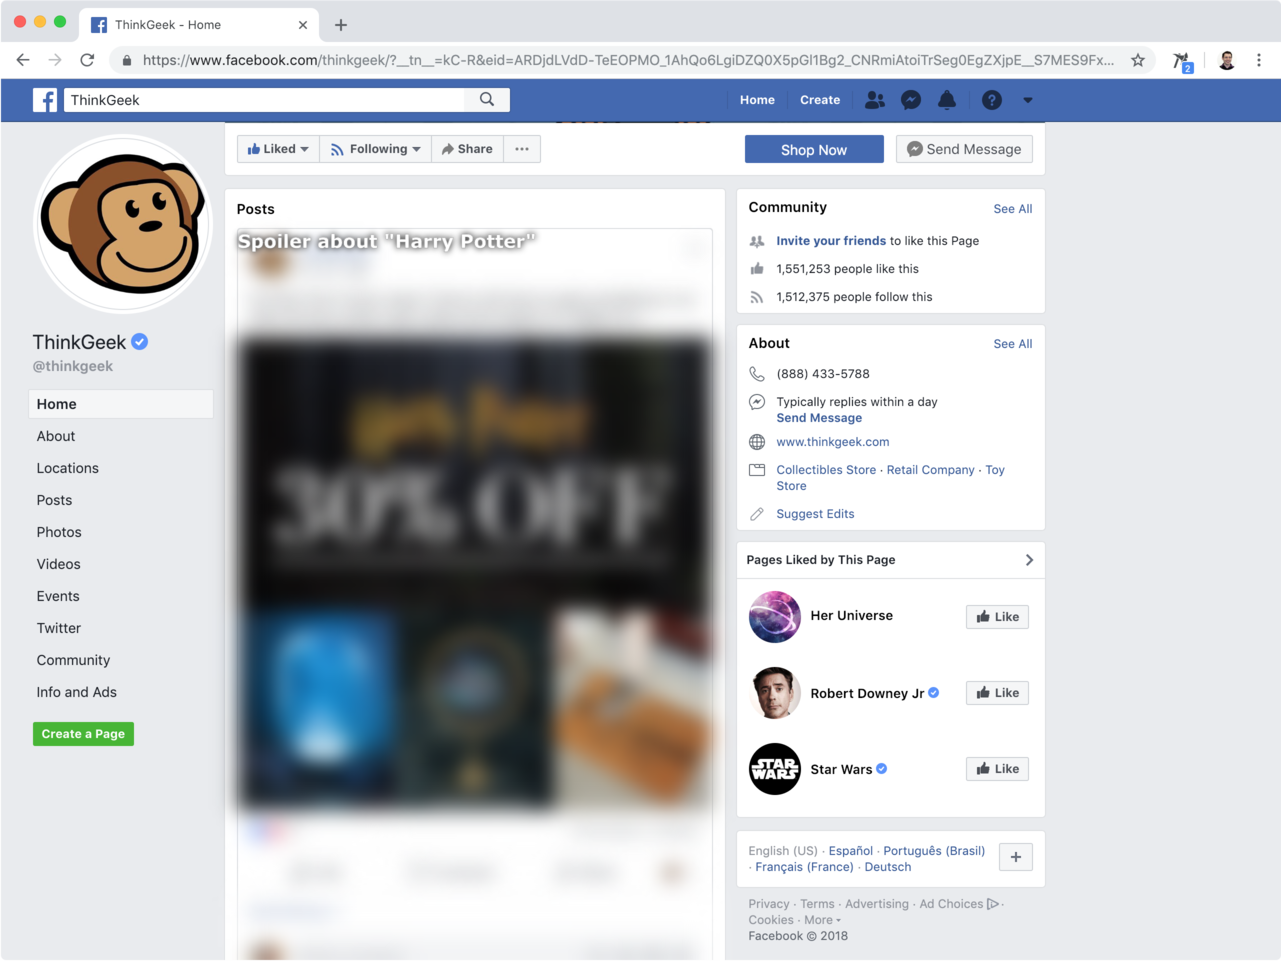 ThinkGeek - Home
https://www.facebook.com/thinkgeek/?__tn__=kC-R&eid=ARDjdLVdD-TeEOPMO_1AhQo6LgiDZQ0X5pGl1Bg2_CNRmiAtoiTrSeg0EgZXjpE__S7MES9Fx...
2
ThinkGeek
Home
Create
Liked
Following
Share
Shop Now
Send Message
ThinkGeek
@thinkgeek
Home
About
Locations
Posts
Photos
Videos
Events
Twitter
Community
Info and Ads
Create a Page
Posts
Spoiler about "Harry Potter"
Harry Potter
30% OFF
Community
See All
Invite your friends to like this Page
1,551,253 people like this
1,512,375 people follow this
About
See All
(888) 433-5788
Typically replies within a day
Send Message
www.thinkgeek.com
Collectibles Store · Retail Company · Toy
Store
Suggest Edits
Pages Liked by This Page
Her Universe
Like
Robert Downey Jr
Like
STAR WARS
Star Wars
Like
English (US) · Español · Português (Brasil)
· Français (France) · Deutsch
Privacy · Terms · Advertising · Ad Choices ·
Cookies · More
Facebook © 2018